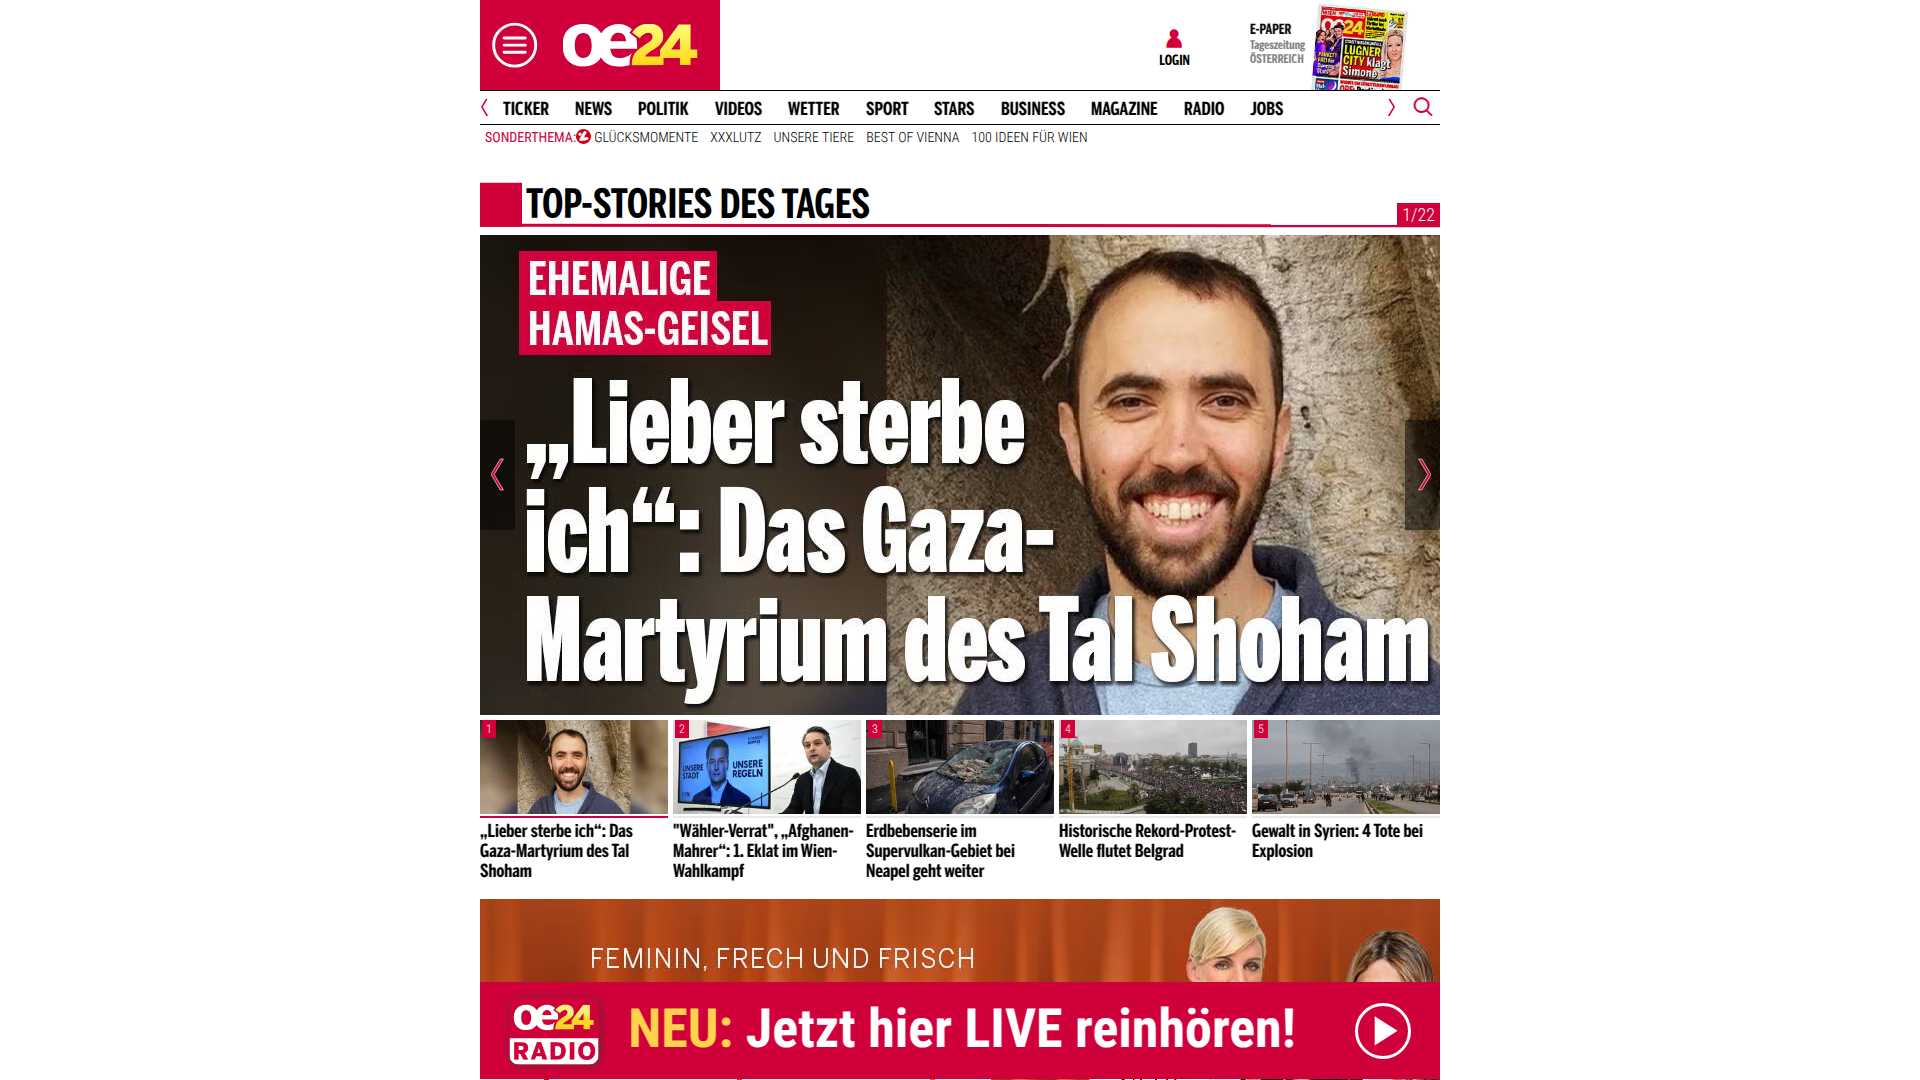 oe24
LOGIN
E-PAPER
Tageszeitung
ÖSTERREICH
oe24
LUGNER
CITY klagt
Simone
TICKER NEWS POLITIK VIDEOS WETTER SPORT STARS BUSINESS MAGAZINE RADIO JOBS
SONDERTHEMA: GLÜCKSMOMENTE XXXLUTZ UNSERE TIERE BEST OF VIENNA 100 IDEEN FÜR WIEN
TOP-STORIES DES TAGES
1/22
EHEMALIGE
HAMAS-GEISEL
„Lieber sterbe
ich“: Das Gaza-
Martyrium des Tal Shoham
1
2
3
4
5
UNSERE
STADT
UNSERE
REGELN
„Lieber sterbe ich“: Das
Gaza-Martyrium des Tal
Shoham
"Wähler-Verrat", „Afghanen-
Mahrer“: 1. Eklat im Wien-
Wahlkampf
Erdbebenserie im
Supervulkan-Gebiet bei
Neapel geht weiter
Historische Rekord-Protest-
Welle flutet Belgrad
Gewalt in Syrien: 4 Tote bei
Explosion
FEMININ, FRECH UND FRISCH
oe24
RADIO
NEU: Jetzt hier LIVE reinhören!